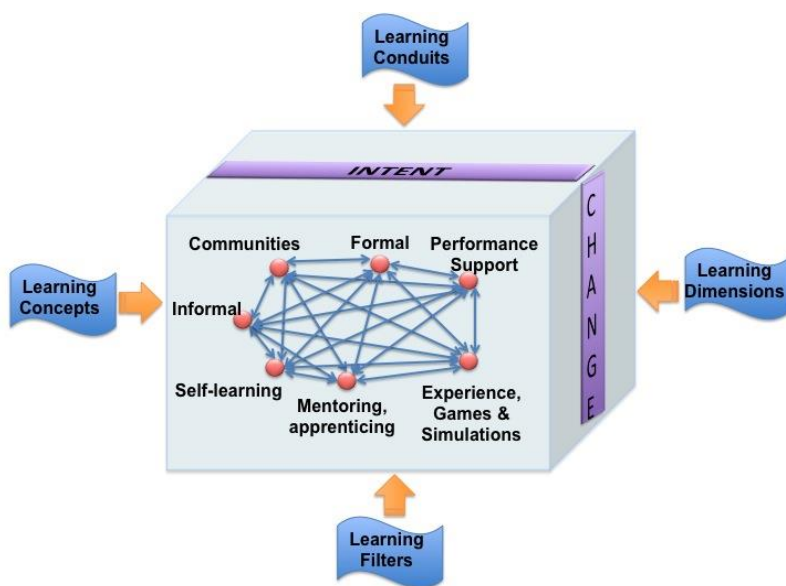 Learning
Conduits
INTENT
CHANGE
Communities
Formal
Performance
Support
Learning
Concepts
Learning
Dimensions
Informal
Self-learning
Mentoring,
apprenticing
Experience,
Games &
Simulations
Learning
Filters